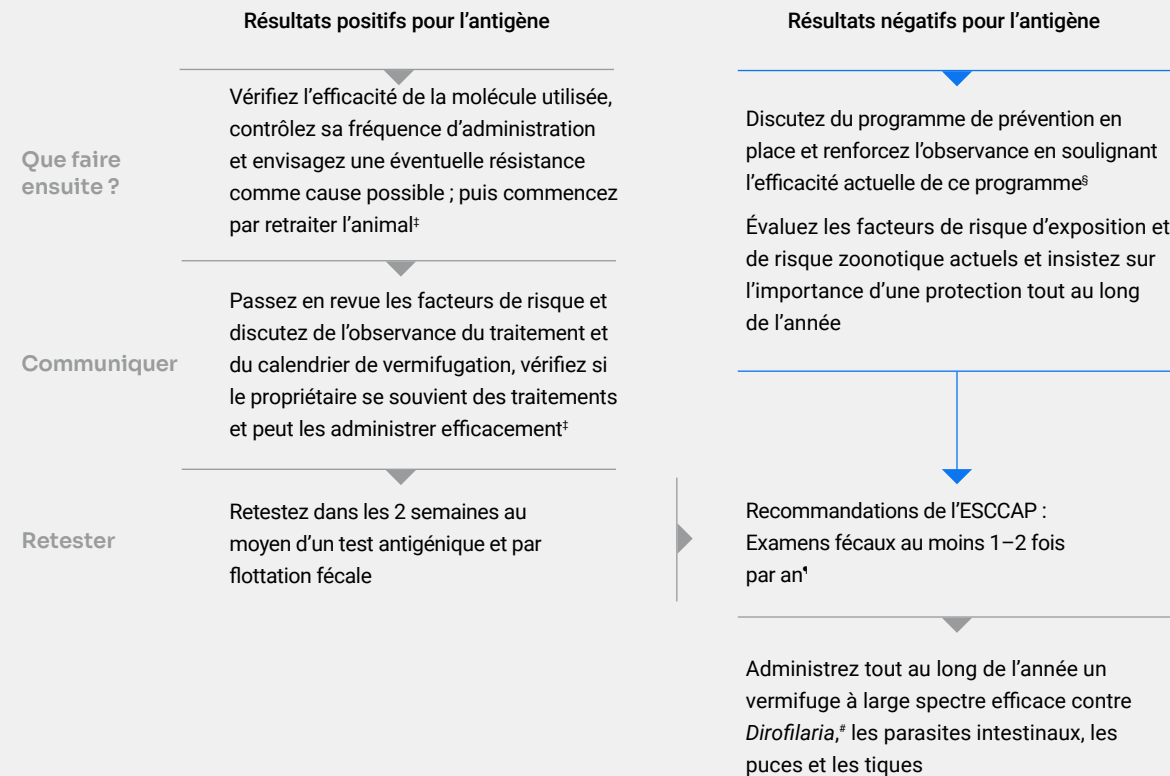 Résultats positifs pour l’antigène
Résultats négatifs pour l’antigène
Que faire
ensuite ?
Vérifiez l’efficacité de la molécule utilisée,
contrôlez sa fréquence d’administration
et envisagez une éventuelle résistance
comme cause possible ; puis commencez
par retraiter l’animal‡
Discutez du programme de prévention en
place et renforcez l’observance en soulignant
l’efficacité actuelle de ce programme§
Évaluez les facteurs de risque d’exposition et
de risque zoonotique actuels et insistez sur
l’importance d’une protection tout au long
de l’année
Communiquer
Passez en revue les facteurs de risque et
discutez de l’observance du traitement et
du calendrier de vermifugation, vérifiez si
le propriétaire se souvient des traitements
et peut les administrer efficacement‡
Retester
Retestez dans les 2 semaines au
moyen d’un test antigénique et par
flottation fécale
Recommandations de l’ESCCAP :
Examens fécaux au moins 1–2 fois
par an¶
Administrez tout au long de l’année un
vermifuge à large spectre efficace contre
Dirofilaria,# les parasites intestinaux, les
puces et les tiques